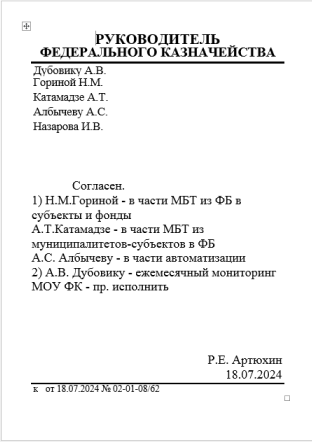 РУКОВОДИТЕЛЬ
ФЕДЕРАЛЬНОГО КАЗНАЧЕЙСТВА
Дубовику А.В.
Гориной Н.М.
Катамадзе А.Т.
Албычеву А.С.
Назарова И.В.
Согласен.
1) Н.М.Гориной - в части МБТ из ФБ в
субъекты и фонды
А.Т.Катамадзе - в части МБТ из
муниципалитетов-субъектов в ФБ
А.С. Албычеву - в части автоматизации
2) А.В. Дубовику - ежемесячный мониторинг
МОУ ФК - пр. исполнить
Р.Е. Артюхин
18.07.2024
к от 18.07.2024 № 02-01-08/62